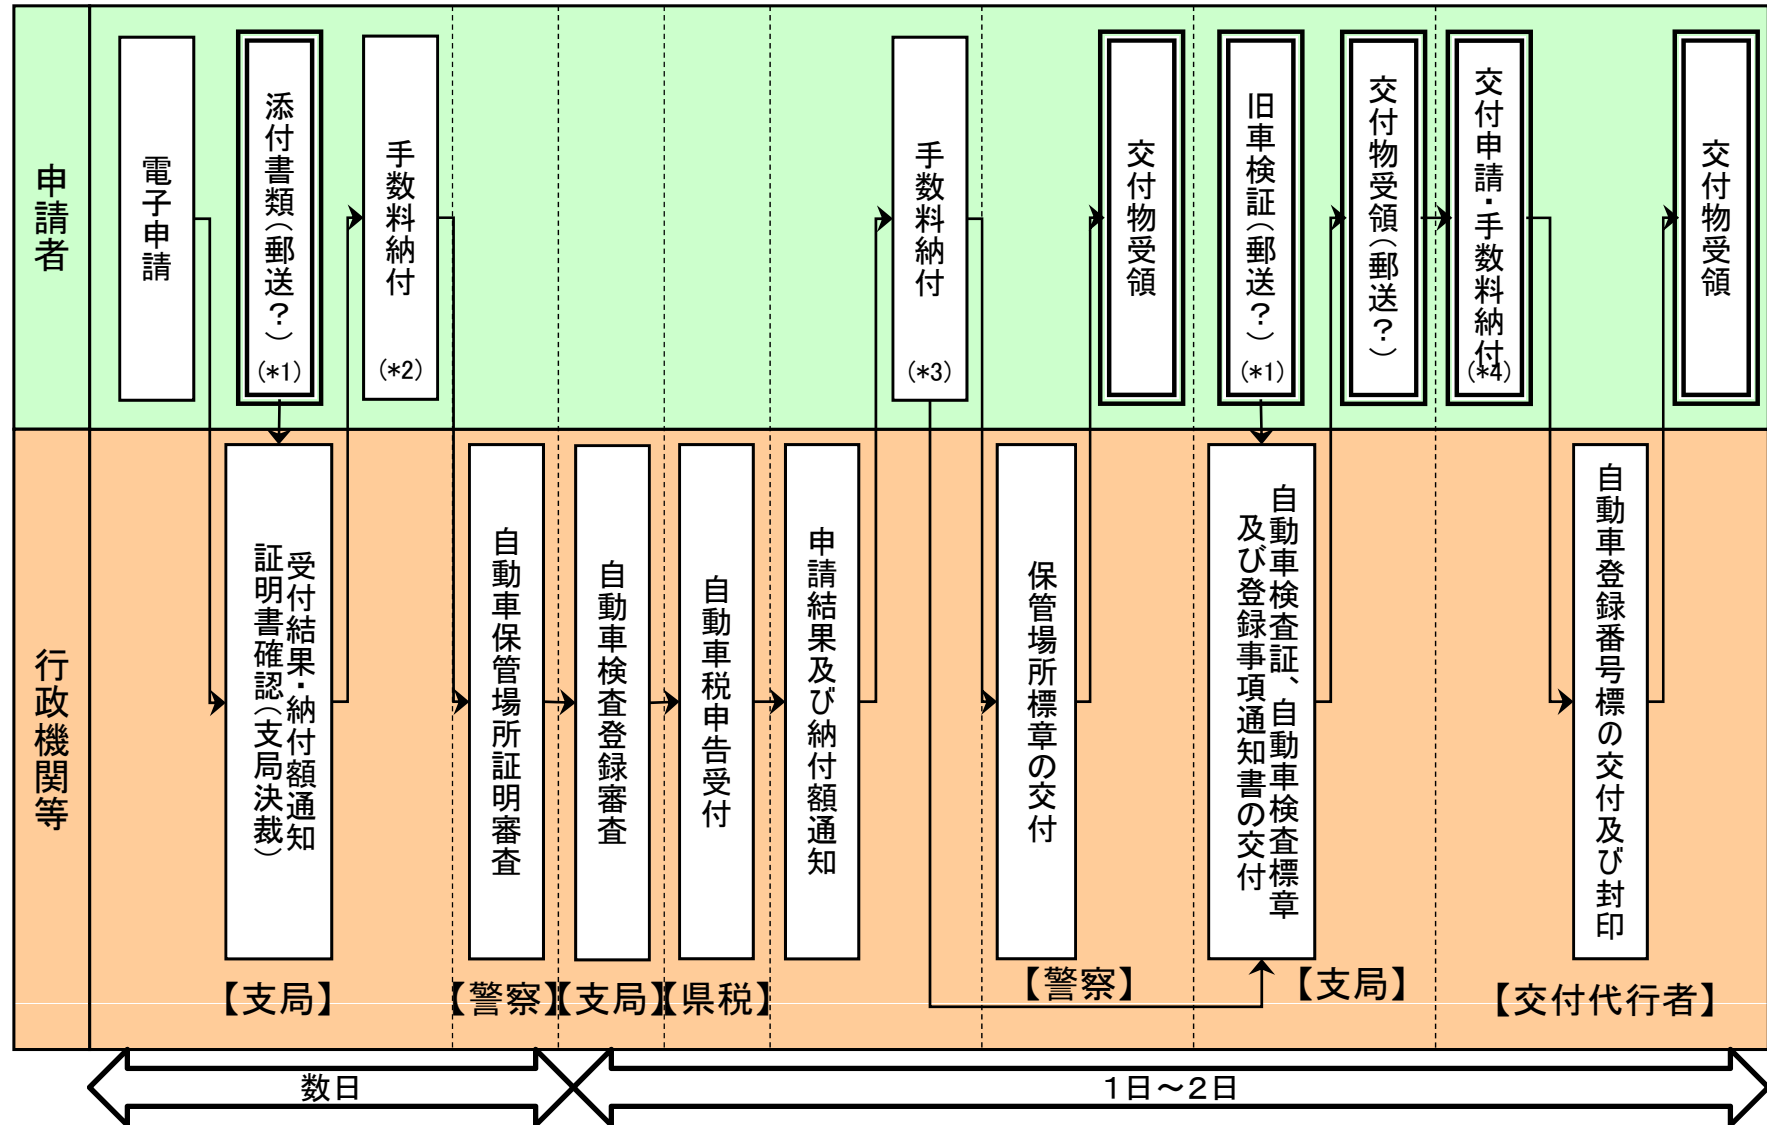 申請者
電子申請
添付書類（郵送？）
(*1)
手数料納付
(*2)
手数料納付
(*3)
交付物受領
旧車検証（郵送？）
(*1)
交付物受領（郵送？）
交付申請・手数料納付
(*4)
交付物受領
行政機関等
受付結果・納付額通知
証明書確認（支局決裁）
自動車保管場所証明審査
自動車検査登録審査
自動車税申告受付
申請結果及び納付額通知
保管場所標章の交付
自動車検査証、自動車検査標章
及び登録事項通知書の交付
自動車登録番号標の交付及び封印
【支局】
【警察】
【支局】
【県税】
【警察】
【支局】
【交付代行者】
数日
1日～2日